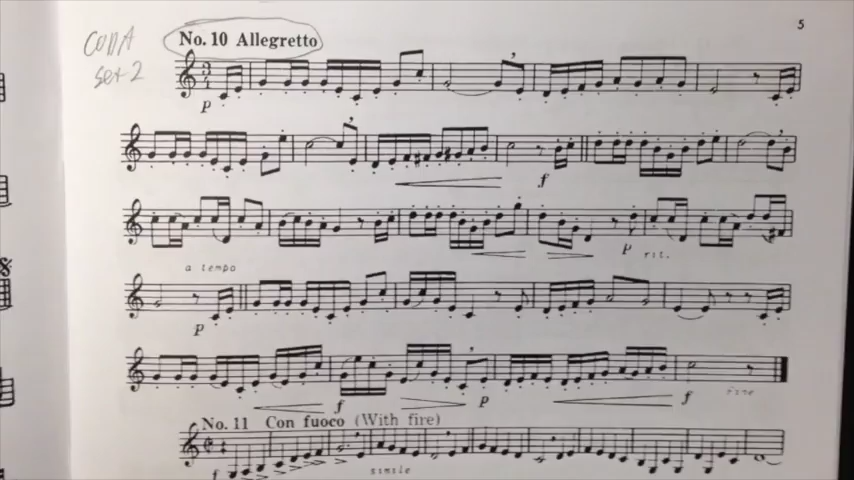 5
CODA
set 2
No. 10 Allegretto
p
f
p rit.
a tempo
p
f p f
Fine
No. 11 Con fuoco (With fire)
f simile